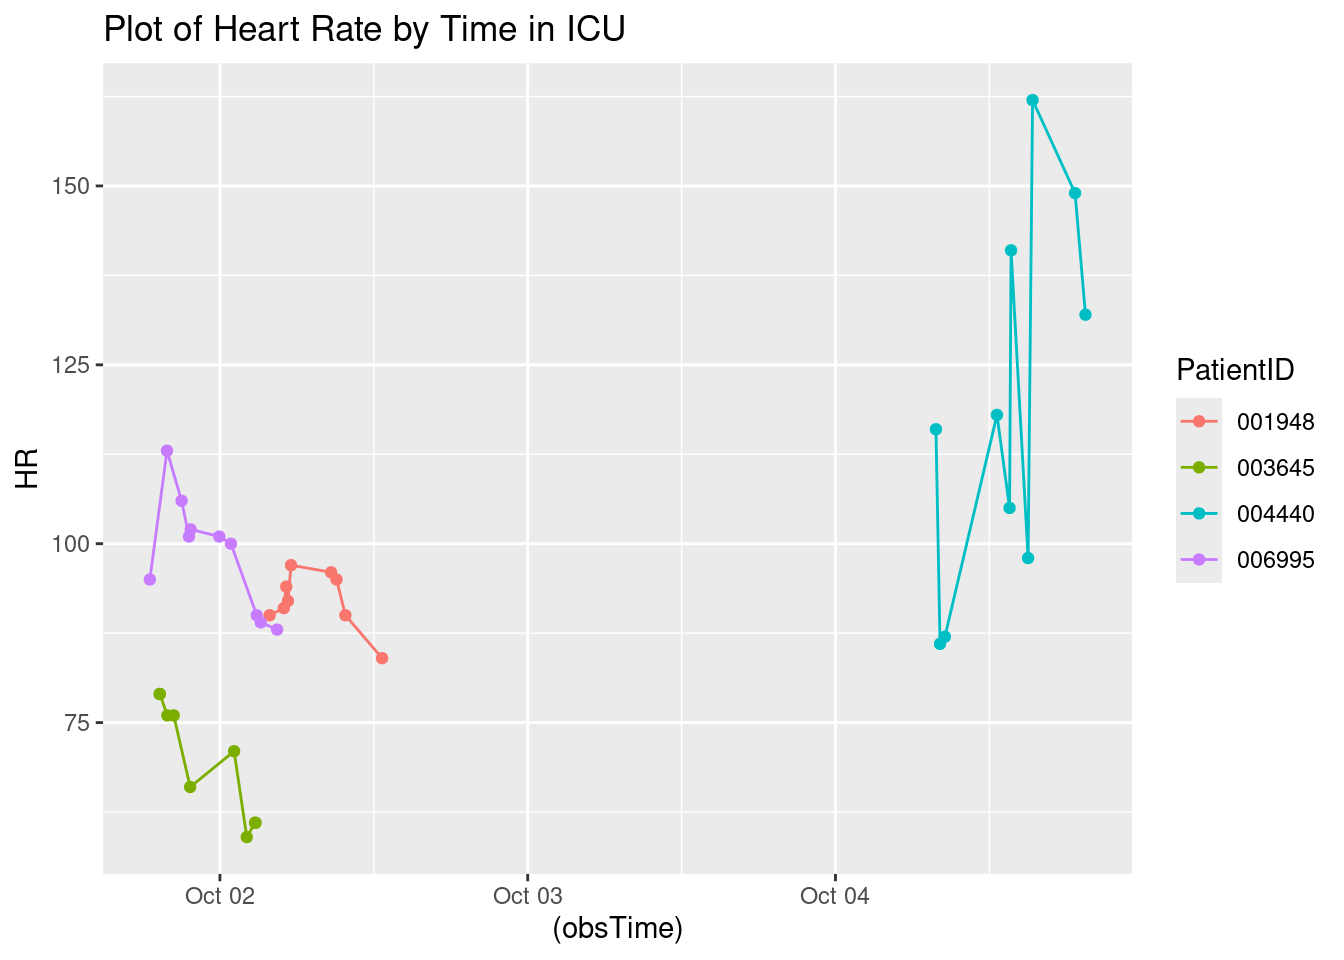 Plot of Heart Rate by Time in ICU
150
125
100
75
HR
Oct 02
Oct 03
Oct 04
(obsTime)
PatientID
001948
003645
004440
006995